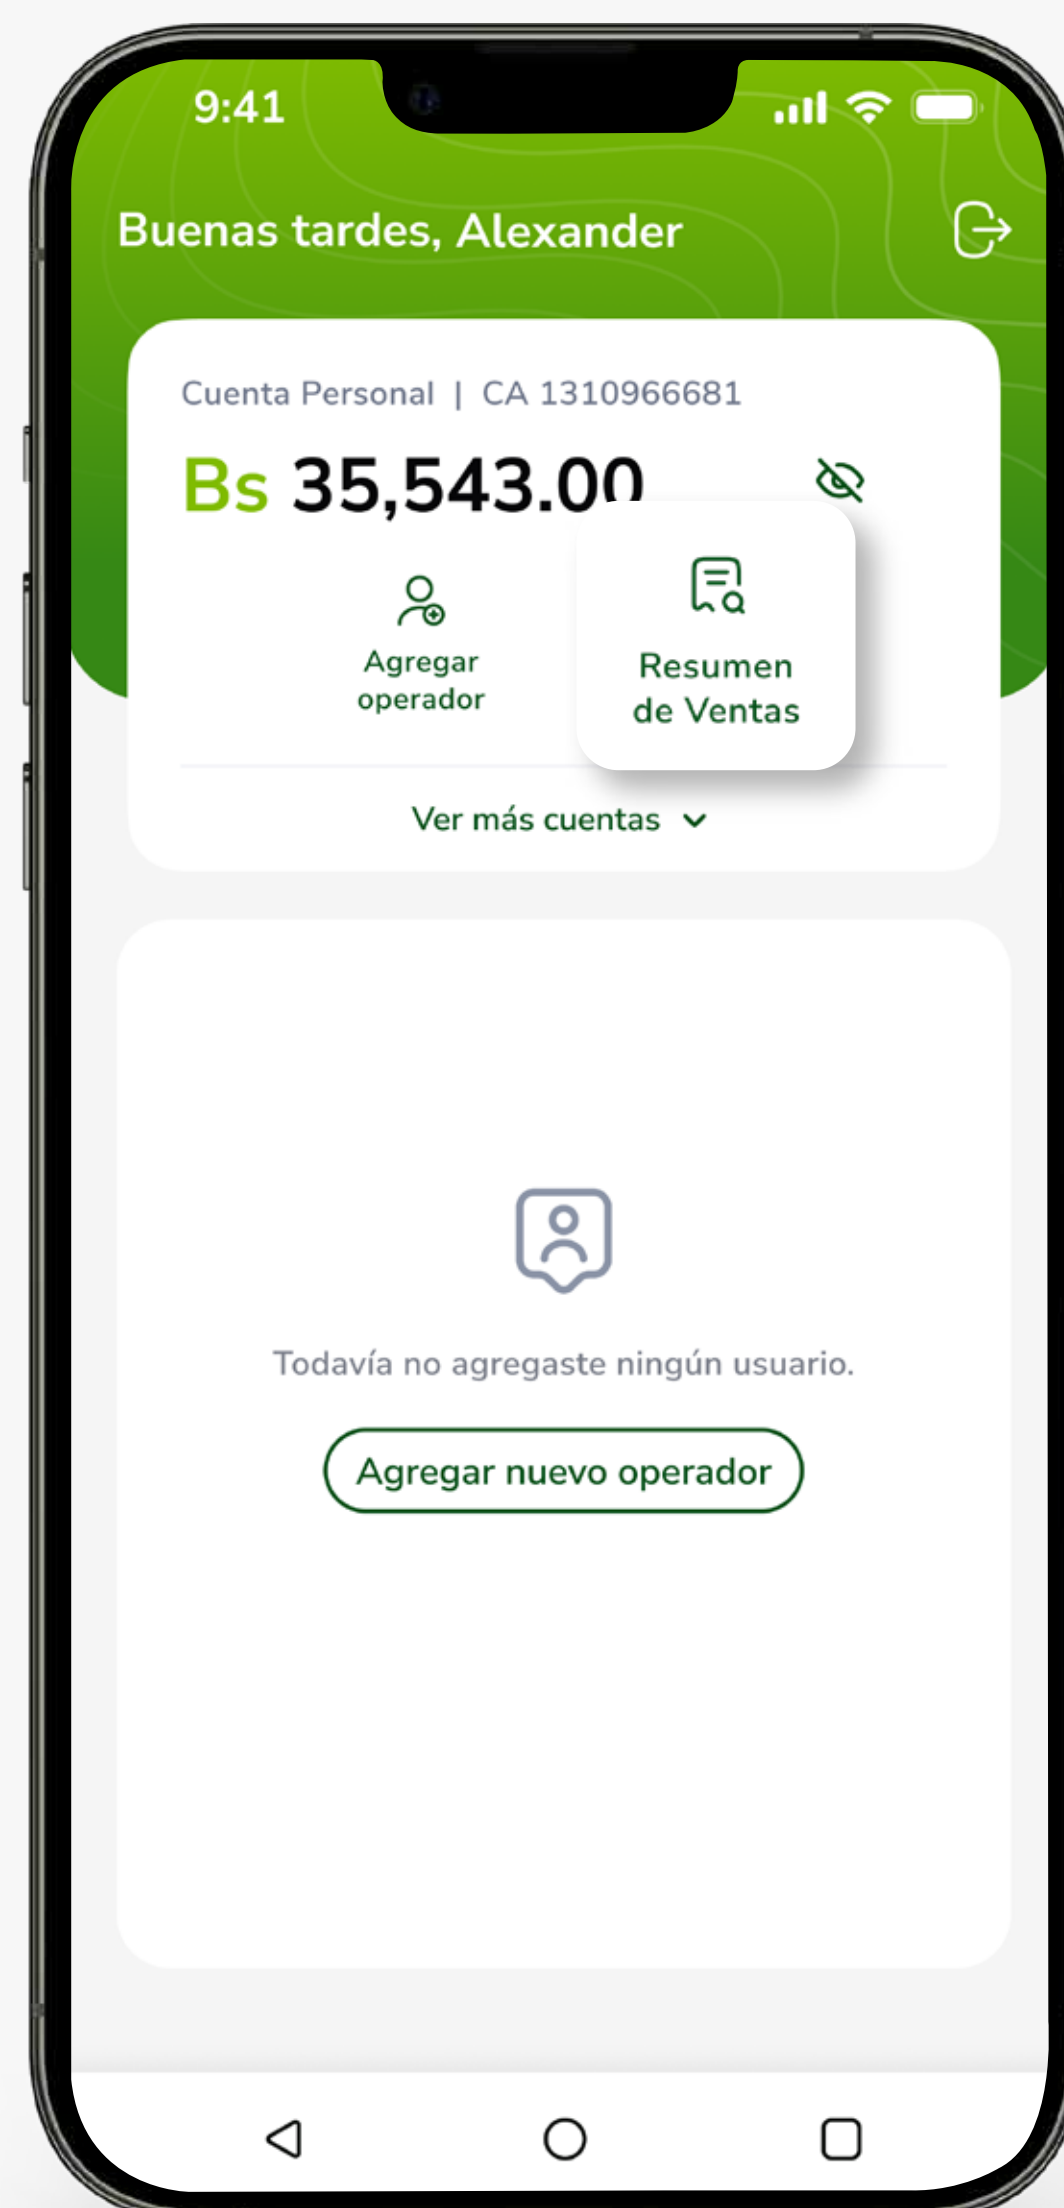 9:41
Buenas tardes, Alexander
Cuenta Personal | CA 1310966681
Bs 35,543.00
Agregar
operador
Resumen
de Ventas
Ver más cuentas
Todavía no agregaste ningún usuario.
Agregar nuevo operador